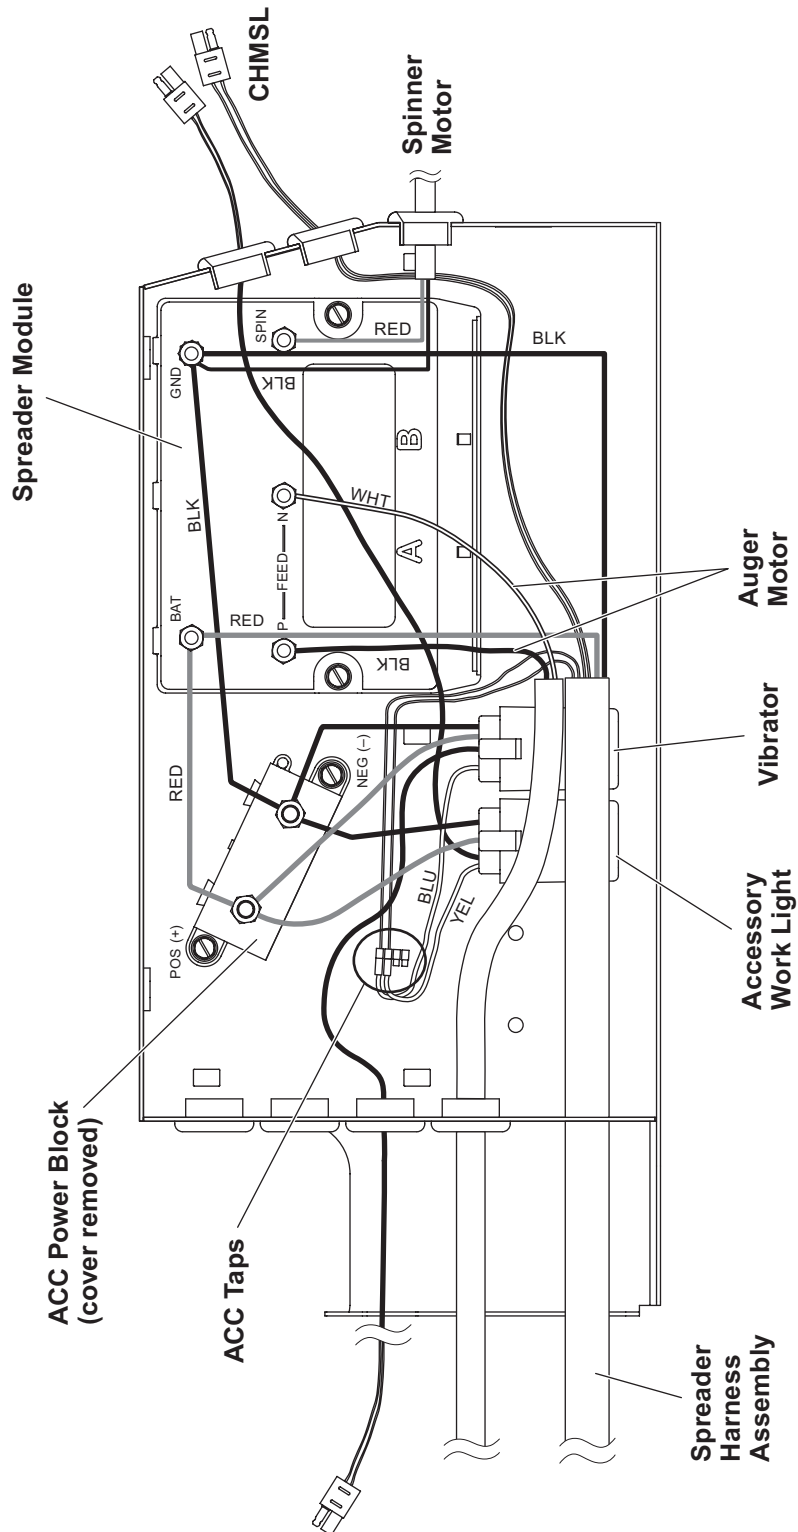 CHMSL
Spinner
Motor
Spreader Module
GND
SPIN
RED
BLK
BLK
BLK
WHT
B
A
BAT
P
FEED
N
RED
BLK
Auger
Motor
RED
NEG (–)
POS (+)
BLU
YEL
Vibrator
Accessory
Work Light
ACC Power Block
(cover removed)
ACC Taps
Spreader
Harness
Assembly